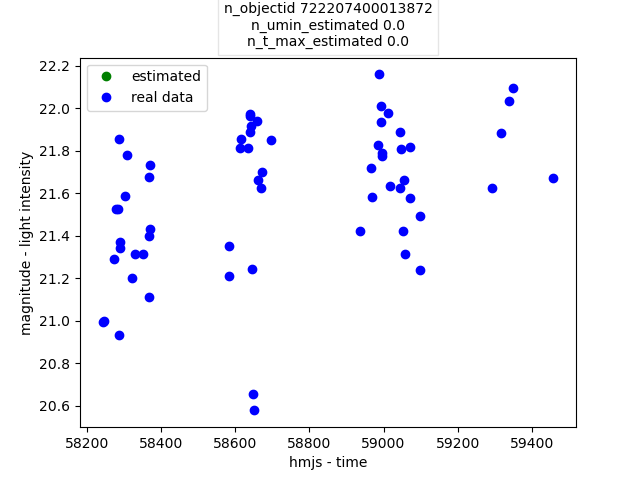 n_objectid 722207400013872
n_umin_estimated 0.0
n_t_max_estimated 0.0
22.2
22.0
21.8
21.6
21.4
21.2
21.0
20.8
20.6
magnitude - light intensity
estimated
real data
58200 58400 58600 58800 59000 59200 59400
hmjs - time